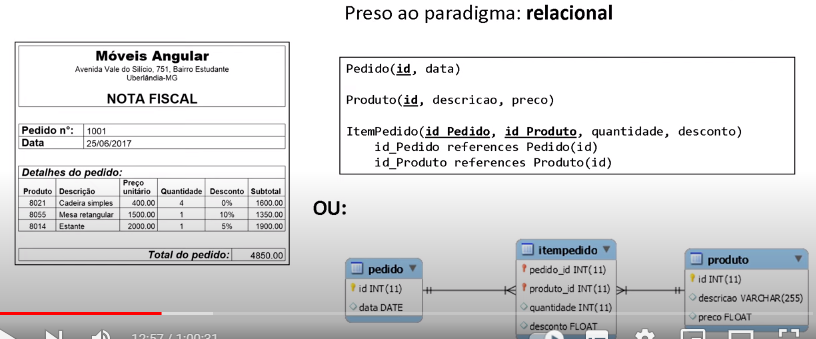 Preso ao paradigma: relacional
Móveis Angular
Avenida Vale do Silício, 751, Bairro Estudante
Uberlândia-MG
NOTA FISCAL
Pedido n°: 1001
Data 25/06/2017
Detalhes do pedido:
Produto Descrição Preço unitário Quantidade Desconto Subtotal
8021 Cadeira simples 400.00 4 0% 1600.00
8055 Mesa retangular 1500.00 1 10% 1350.00
8014 Estante 2000.00 1 5% 1900.00
Total do pedido: 4850.00
Pedido(id, data)
Produto(id, descricao, preco)
ItemPedido(id_Pedido, id_Produto, quantidade, desconto)
id_Pedido references Pedido(id)
id_Produto references Produto(id)
OU:
pedido
id INT(11)
data DATE
itempedido
pedido_id INT(11)
produto_id INT(11)
quantidade INT(11)
desconto FLOAT
produto
id INT(11)
descricao VARCHAR(255)
preco FLOAT
12:57 / 1:00:31